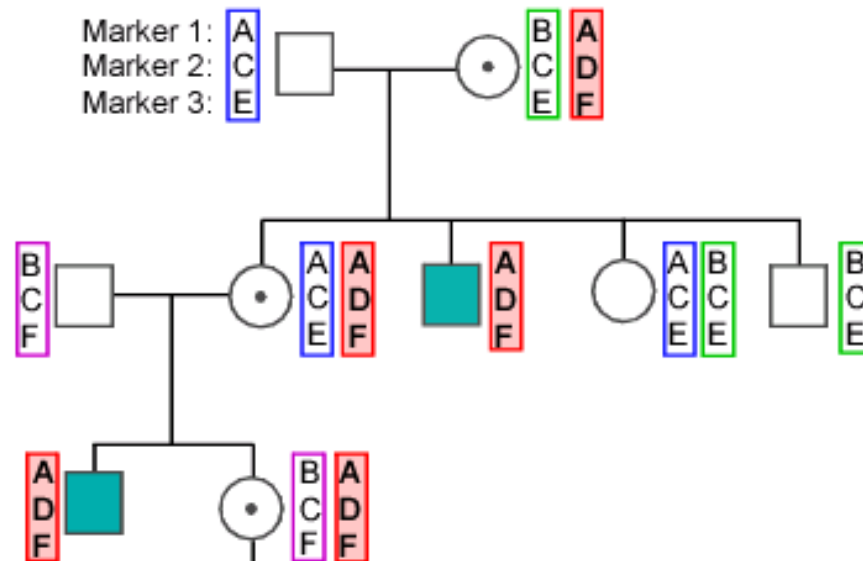 Marker 1: A B A
Marker 2: C C D
Marker 3: E E F
B A A A A B B
C C D D C C C
F E F F E E E
A B A
D C D
F F F